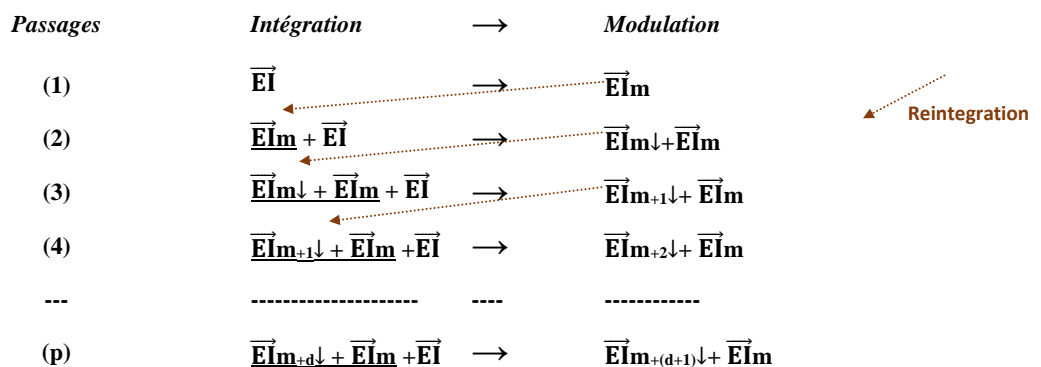 Passages Intégration → Modulation
(1) E͞I⃗ → E͞I⃗m
Reintegration
(2) E͞I⃗m + E͞I⃗ → E͞I⃗m↓+E͞I⃗m
(3) E͞I⃗m↓ + E͞I⃗m + E͞I⃗ → E͞I⃗m+1↓+ E͞I⃗m
(4) E͞I⃗m+1↓ + E͞I⃗m +E͞I⃗ → E͞I⃗m+2↓+ E͞I⃗m
--- --------------------- ---- ------------
(p) E͞I⃗m+d↓ + E͞I⃗m +E͞I⃗ → E͞I⃗m+(d+1)↓+ E͞I⃗m